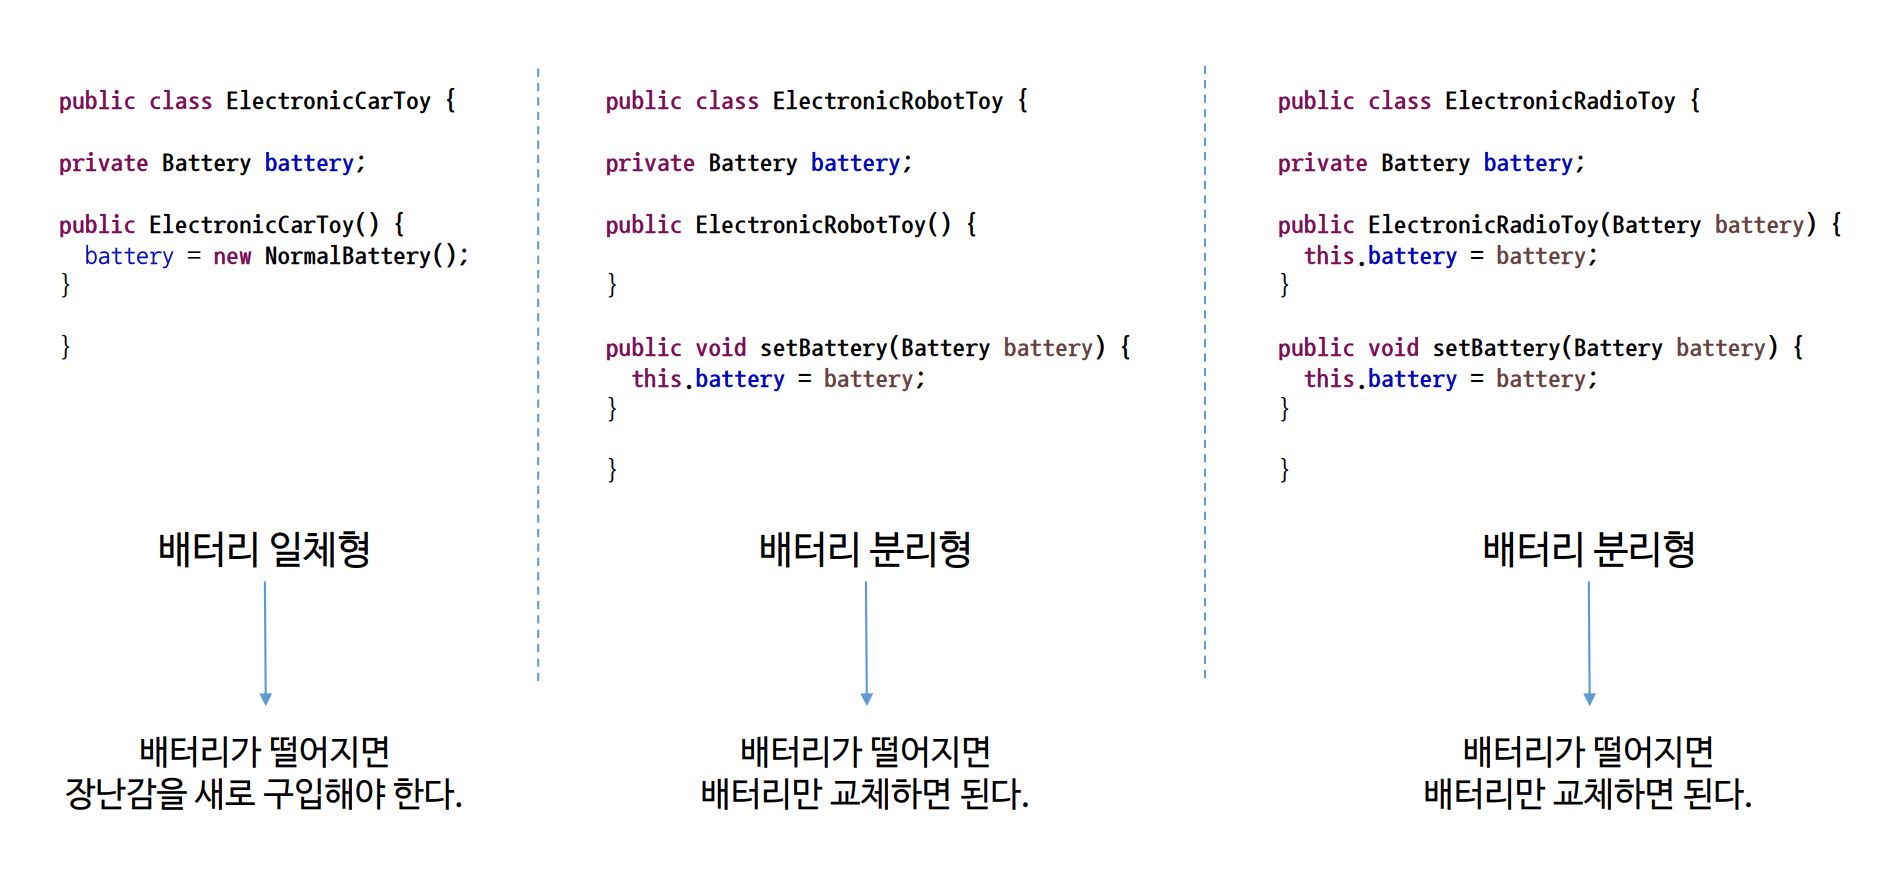 public class ElectronicCarToy {
private Battery battery;
public ElectronicCarToy() {
battery = new NormalBattery();
}
}
배터리 일체형
배터리가 떨어지면
장난감을 새로 구입해야 한다.
public class ElectronicRobotToy {
private Battery battery;
public ElectronicRobotToy() {
}
public void setBattery(Battery battery) {
this.battery = battery;
}
}
배터리 분리형
배터리가 떨어지면
배터리만 교체하면 된다.
public class ElectronicRadioToy {
private Battery battery;
public ElectronicRadioToy(Battery battery) {
this.battery = battery;
}
public void setBattery(Battery battery) {
this.battery = battery;
}
}
배터리 분리형
배터리가 떨어지면
배터리만 교체하면 된다.